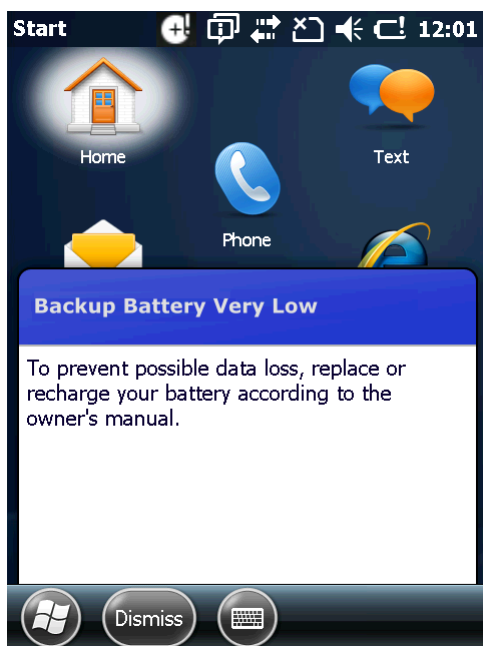 Start 12:01
Home
Text
Phone
Backup Battery Very Low
To prevent possible data loss, replace or
recharge your battery according to the
owner's manual.
Dismiss